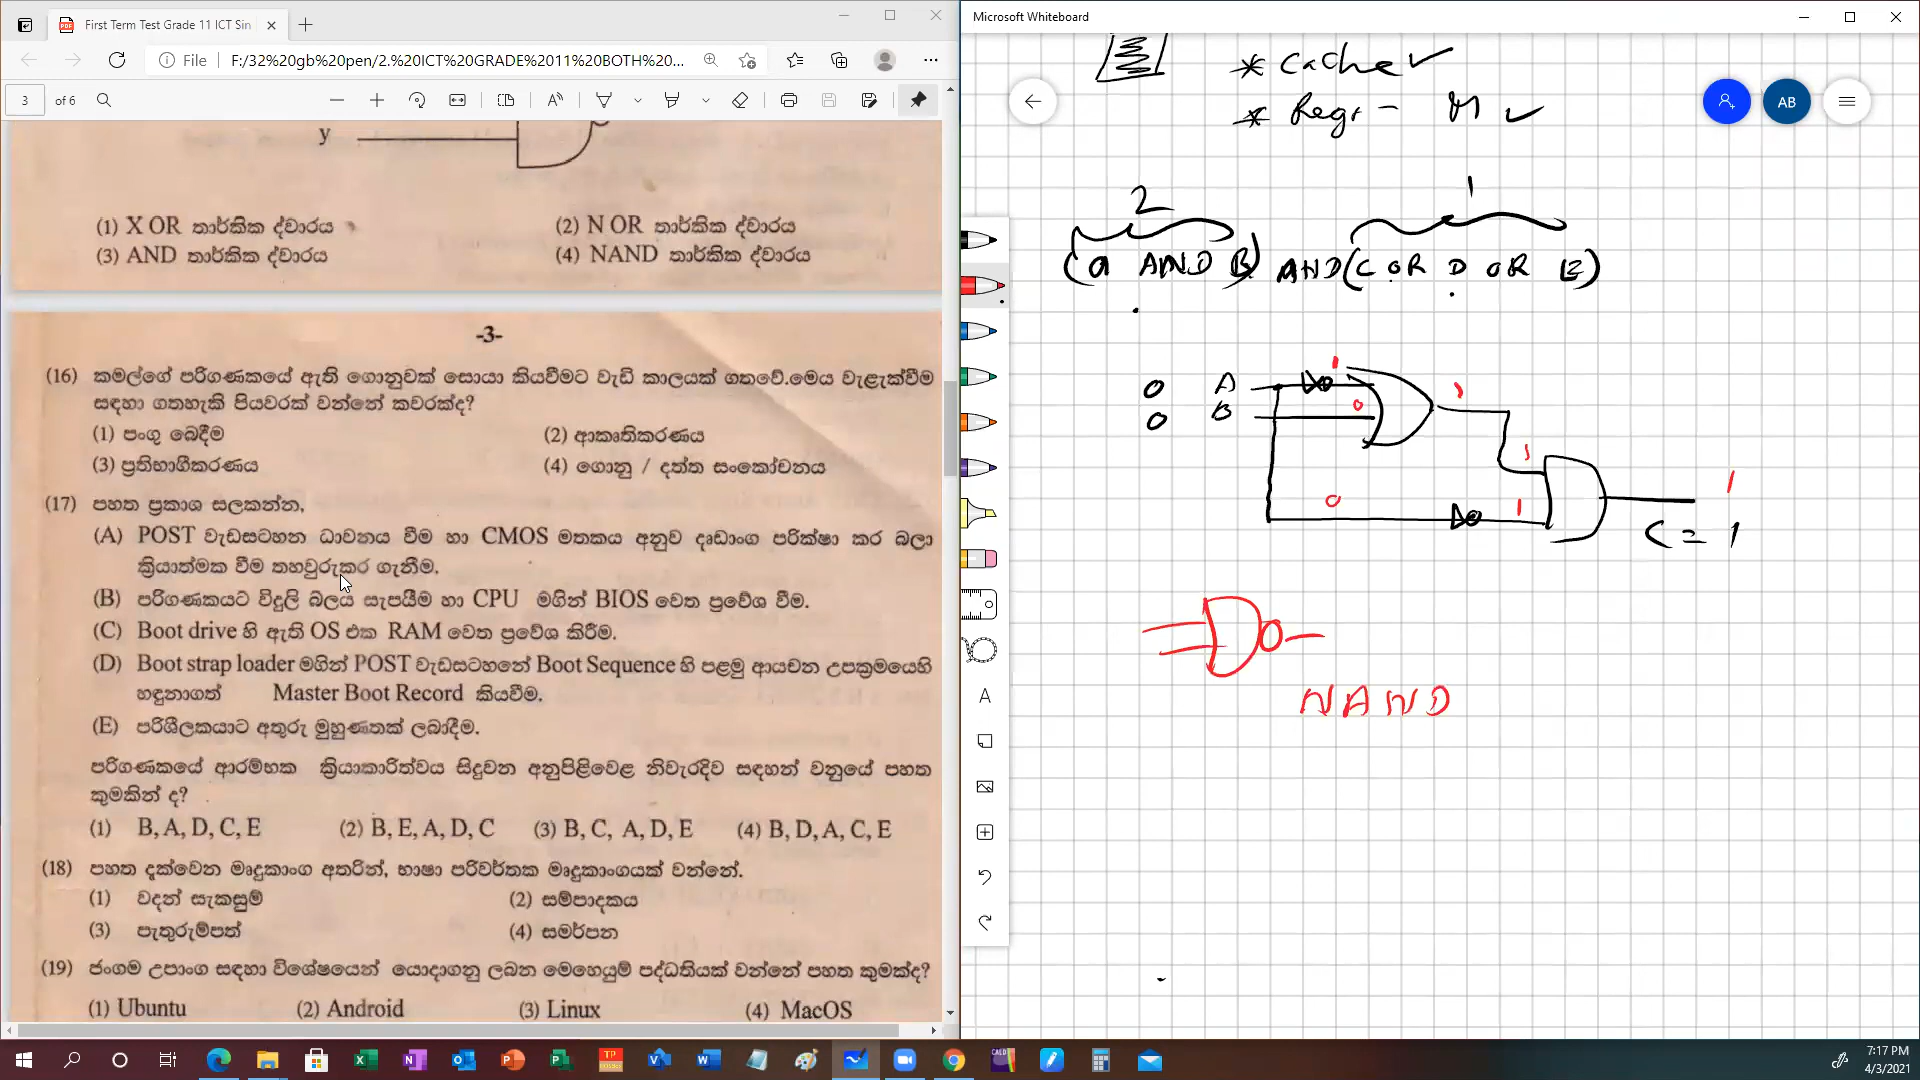 First Term Test Grade 11 ICT Sin
File
F:/32%20gb%20pen/2.%20ICT%20GRADE%2011%20BOTH%20...
3 of 6
y
(1) X OR තාර්කික ද්වාරය
(2) N OR තාර්කික ද්වාරය
(3) AND තාර්කික ද්වාරය
(4) NAND තාර්කික ද්වාරය
-3-
(16) කමල්ගේ පරිගණකයේ ඇති ගොනුවක් සොයා කියවීමට වැඩි කාලයක් ගතවේ.මෙය වැළැක්වීම
සඳහා ගතහැකි පියවරක් වන්නේ කවරක්ද?
(1) පංගු බෙදීම
(2) ආකෘතිකරණය
(3) ප්‍රතිභාගීකරණය
(4) ගොනු / දත්ත සංකෝචනය
(17) පහත ප්‍රකාශ සලකන්න,
(A) POST වැඩසටහන ධාවනය වීම හා CMOS මතකය අනුව දෘඩාංග පරික්ෂා කර බලා
ක්‍රියාත්මක වීම තහවුරුකර ගැනීම.
(B) පරිගණකයට විදුලි බලය සැපයීම හා CPU මගින් BIOS වෙත ප්‍රවේශ වීම.
(C) Boot drive හි ඇති OS එක RAM වෙත ප්‍රවේශ කිරීම.
(D) Boot strap loader මගින් POST වැඩසටහනේ Boot Sequence හි පළමු ආයචන උපක්‍රමයෙහි
හඳුනාගත් Master Boot Record කියවීම.
(E) පරිශීලකයාට අතුරු මුහුණතක් ලබාදීම.
පරිගණකයේ ආරම්භක ක්‍රියාකාරිත්වය සිදුවන අනුපිළිවෙළ නිවැරදිව සඳහන් වනුයේ පහත
කුමකින් ද?
(1) B, A, D, C, E
(2) B, E, A, D, C
(3) B, C, A, D, E
(4) B, D, A, C, E
(18) පහත දැක්වෙන මෘදුකාංග අතරින්, භාෂා පරිවර්තක මෘදුකාංගයක් වන්නේ.
(1) වදන් සැකසුම්
(2) සම්පාදකය
(3) පැතුරුම්පත්
(4) සමර්පන
(19) ජංගම උපාංග සඳහා විශේෂයෙන් යොදාගනු ලබන මෙහෙයුම් පද්ධතියක් වන්නේ පහත කුමක්ද?
(1) Ubuntu
(2) Android
(3) Linux
(4) MacOS
Microsoft Whiteboard
* Cache ✓
AB
2
1
(A AND B) AND (C OR D OR E)
0 A 1 1
0 B 0
1
0 1 1
C = 1
NAND
7:17 PM
4/3/2021